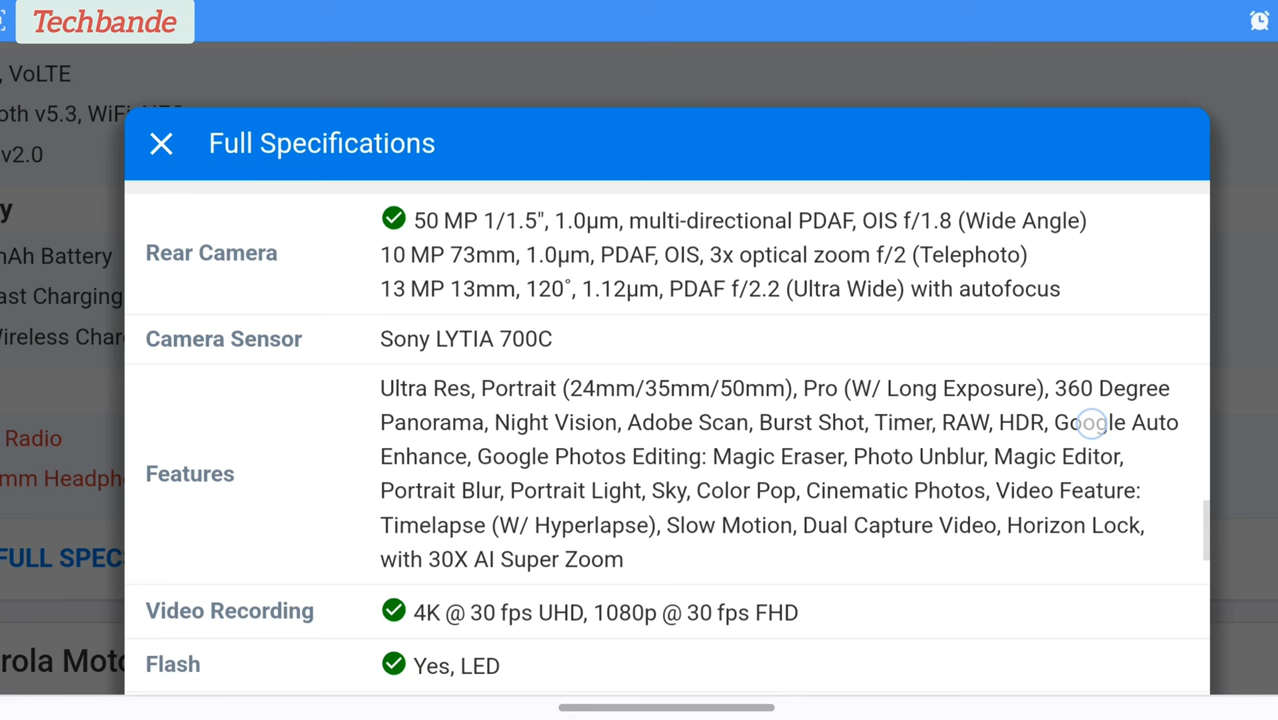 Techbande
, VoLTE
oth v5.3, WiFi
v2.0
y
nAh Battery
ast Charging
Vireless Char
Radio
mm Headph
FULL SPECS
rola Moto
Full Specifications
Rear Camera
50 MP 1/1.5", 1.0μm, multi-directional PDAF, OIS f/1.8 (Wide Angle)
10 MP 73mm, 1.0μm, PDAF, OIS, 3x optical zoom f/2 (Telephoto)
13 MP 13mm, 120˚, 1.12μm, PDAF f/2.2 (Ultra Wide) with autofocus
Camera Sensor
Sony LYTIA 700C
Features
Ultra Res, Portrait (24mm/35mm/50mm), Pro (W/ Long Exposure), 360 Degree
Panorama, Night Vision, Adobe Scan, Burst Shot, Timer, RAW, HDR, Google Auto
Enhance, Google Photos Editing: Magic Eraser, Photo Unblur, Magic Editor,
Portrait Blur, Portrait Light, Sky, Color Pop, Cinematic Photos, Video Feature:
Timelapse (W/ Hyperlapse), Slow Motion, Dual Capture Video, Horizon Lock,
with 30X AI Super Zoom
Video Recording
4K @ 30 fps UHD, 1080p @ 30 fps FHD
Flash
Yes, LED